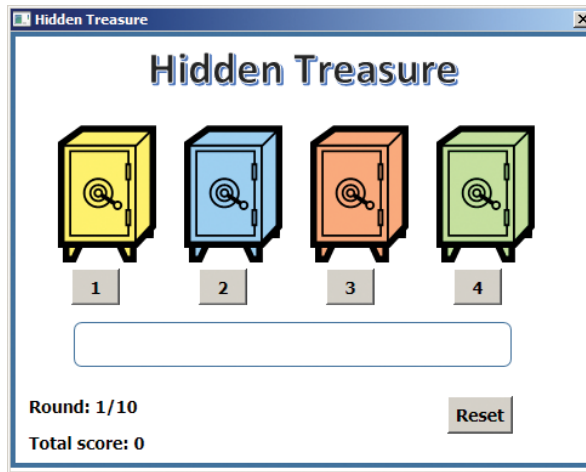 Hidden Treasure
Hidden Treasure
1 2 3 4
Round: 1/10
Reset
Total score: 0